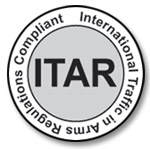 International Traffic in Arms Regulations Compliant
ITAR